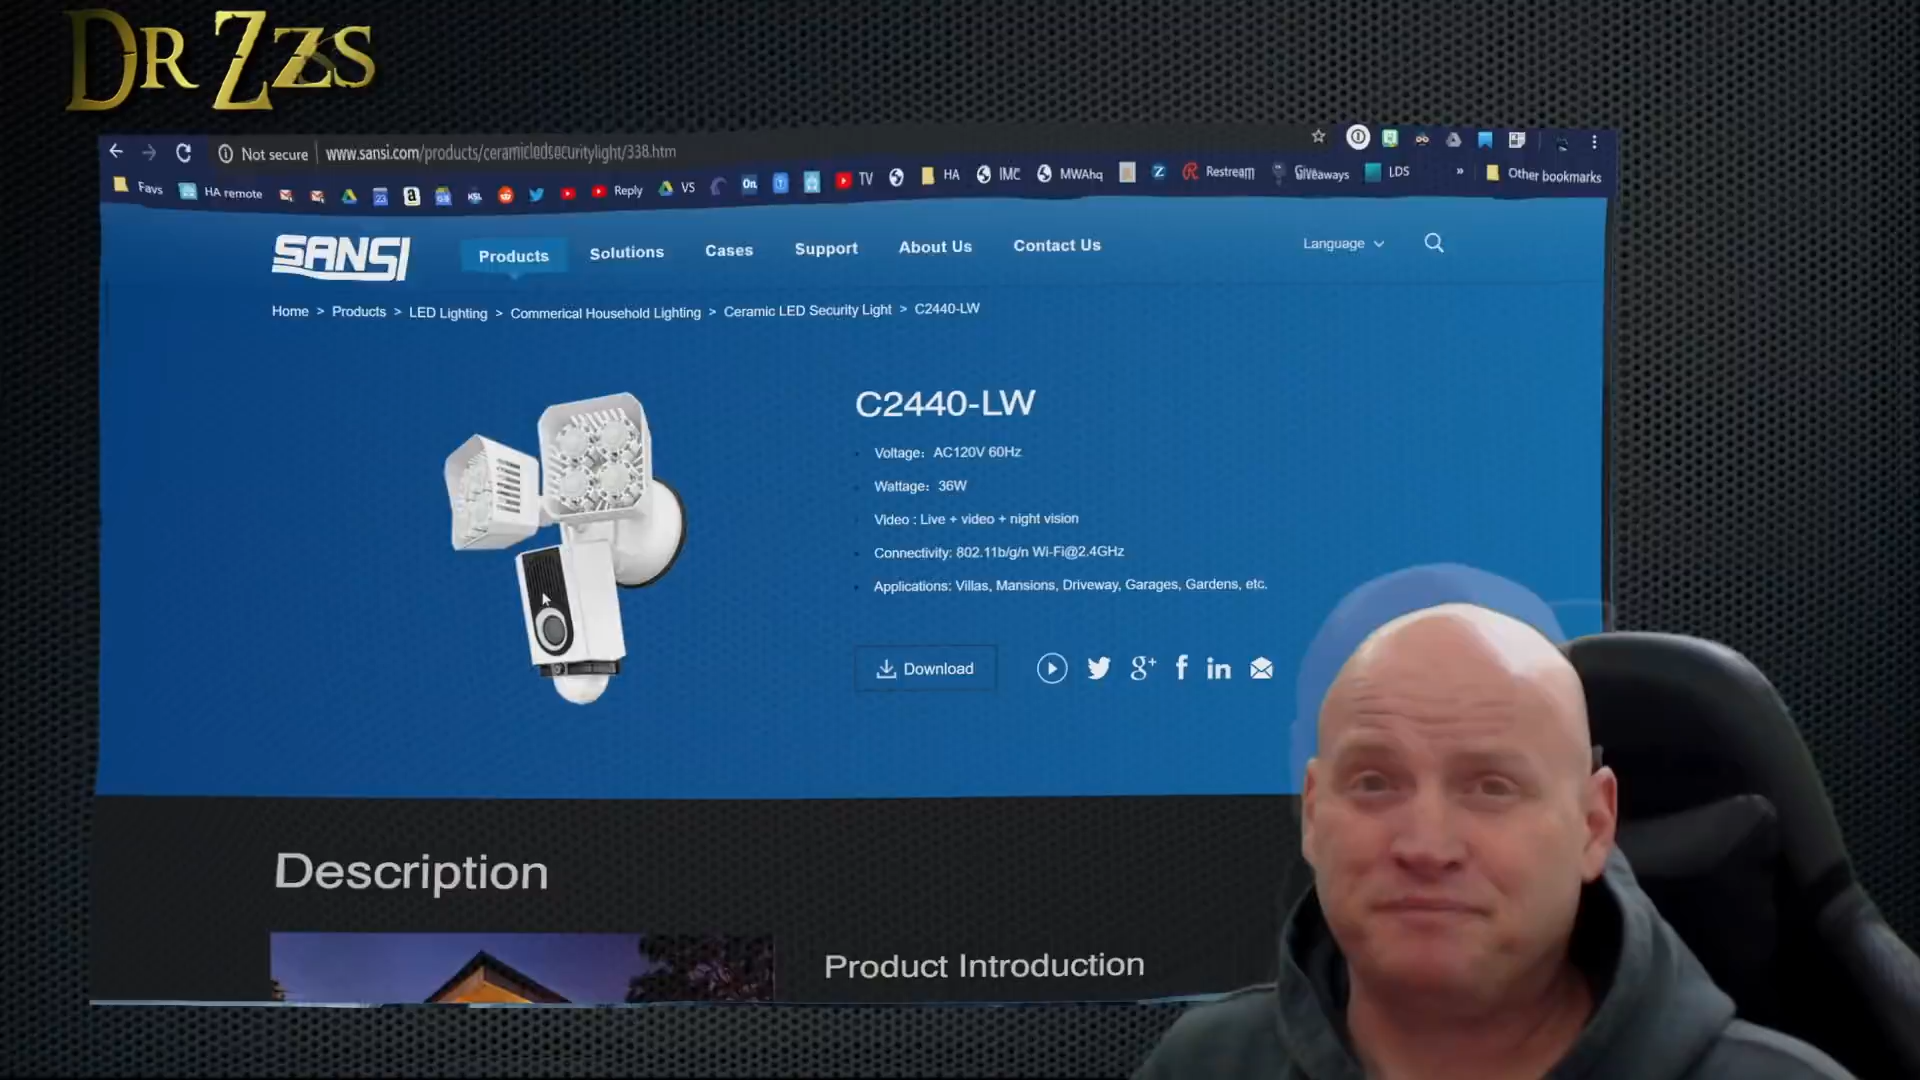 DR ZZS
Not secure www.sansi.com/products/ceramicledsecuritylight/338.htm
Favs HA remote 23 a KSL Reply VS On T TV HA IMC MWAhq Z R Restream Giveaways LDS » Other bookmarks
SANSI Products Solutions Cases Support About Us Contact Us Language
Home > Products > LED Lighting > Commerical Household Lighting > Ceramic LED Security Light > C2440-LW
C2440-LW
Voltage: AC120V 60Hz
Wattage: 36W
Video : Live + video + night vision
Connectivity: 802.11b/g/n Wi-Fi@2.4GHz
Applications: Villas, Mansions, Driveway, Garages, Gardens, etc.
Download g+ f in
Description
Product Introduction